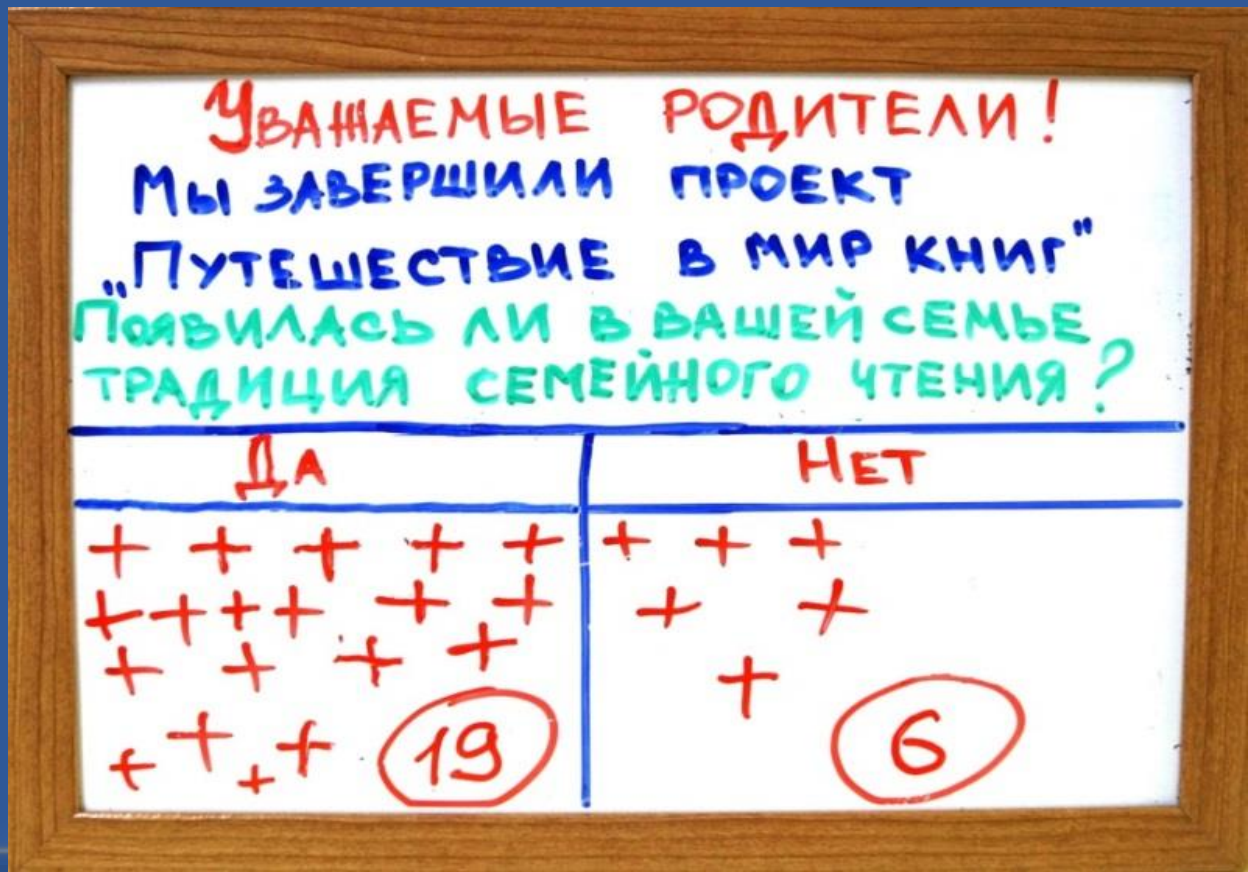 Уважаемые родители!
Мы завершили проект
„Путешествие в мир книг"
Появилась ли в вашей семье
традиция семейного чтения?
Да Нет
+ + + + + + + +
+ + + + + + + +
+ + + + +
+ + + +
19 6